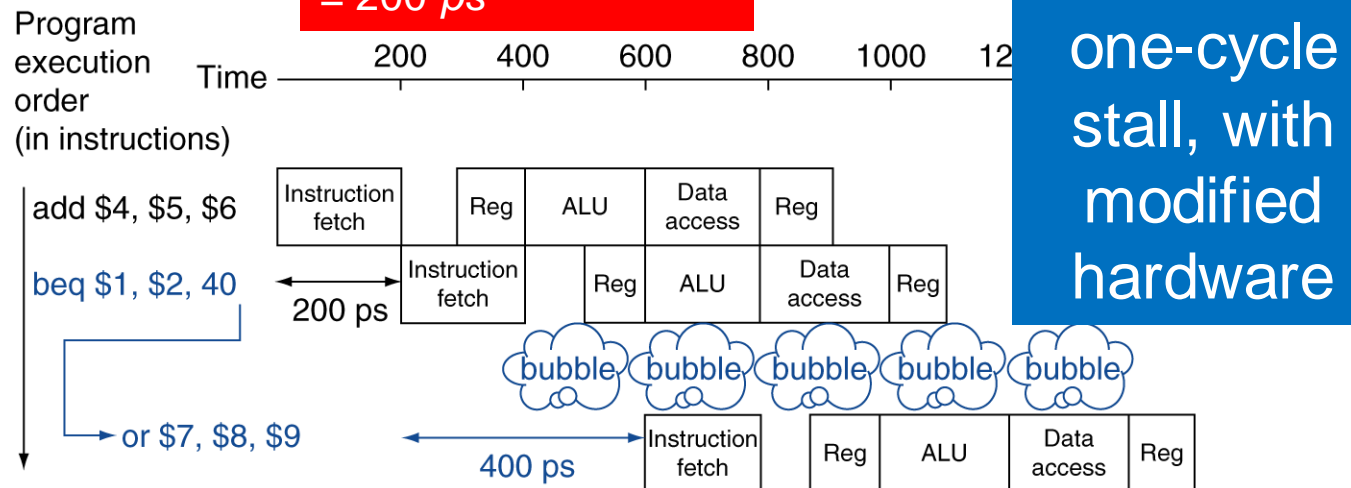 = 200 ps
Program
execution
order
(in instructions)
Time
200
400
600
800
1000
12
one-cycle
stall, with
modified
hardware
add $4, $5, $6
Instruction
fetch
Reg
ALU
Data
access
Reg
beq $1, $2, 40
200 ps
Instruction
fetch
Reg
ALU
Data
access
Reg
bubble
bubble
bubble
bubble
bubble
or $7, $8, $9
400 ps
Instruction
fetch
Reg
ALU
Data
access
Reg